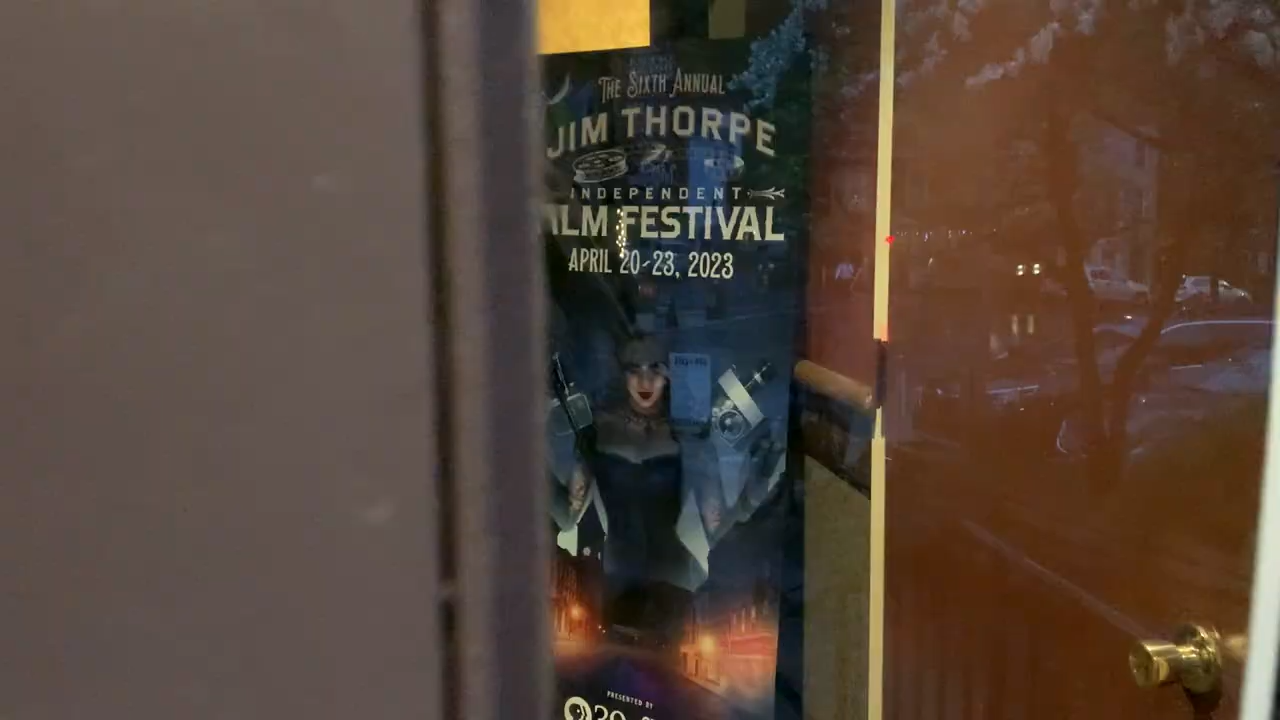 The Sixth Annual
JIM THORPE
INDEPENDENT
FILM FESTIVAL
APRIL 20-23, 2023
PRESENTED BY